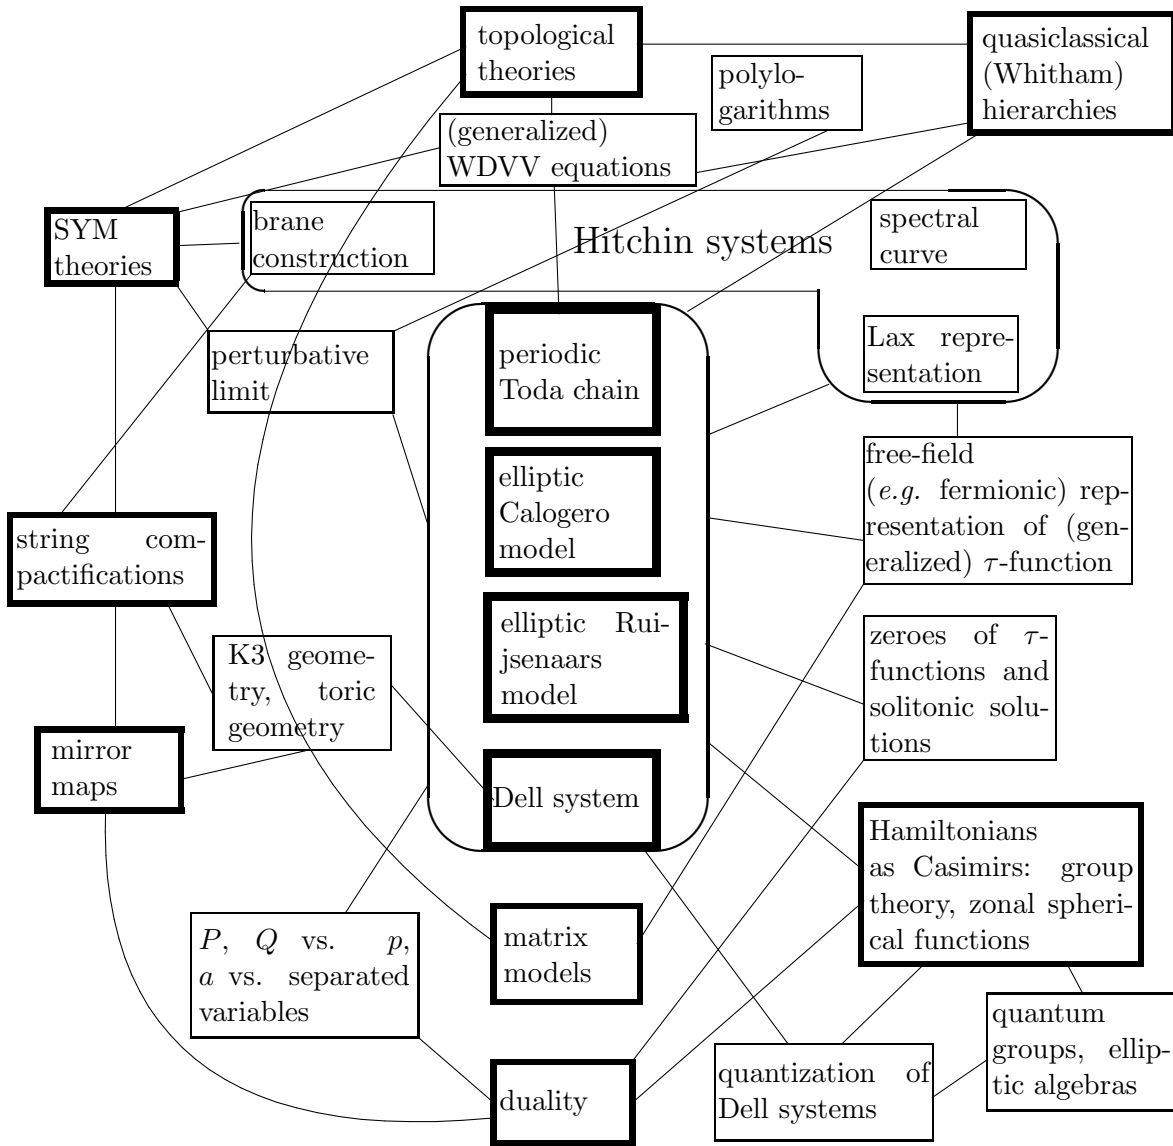 topological
theories
quasiclassical
(Whitham)
hierarchies
polylo-
garithms
(generalized)
WDVV equations
SYM
theories
brane
construction
Hitchin systems
spectral
curve
perturbative
limit
periodic
Toda chain
Lax repre-
sentation
elliptic
Calogero
model
free-field
(e.g. fermionic) rep-
resentation of (gen-
eralized) τ-function
string com-
pactifications
elliptic Rui-
jsenaars
model
zeroes of τ-
functions and
solitonic solu-
tions
K3 geome-
try, toric
geometry
mirror
maps
Dell system
Hamiltonians
as Casimirs: group
theory, zonal spheri-
cal functions
P, Q vs. p,
a vs. separated
variables
matrix
models
quantum
groups, ellip-
tic algebras
quantization of
Dell systems
duality